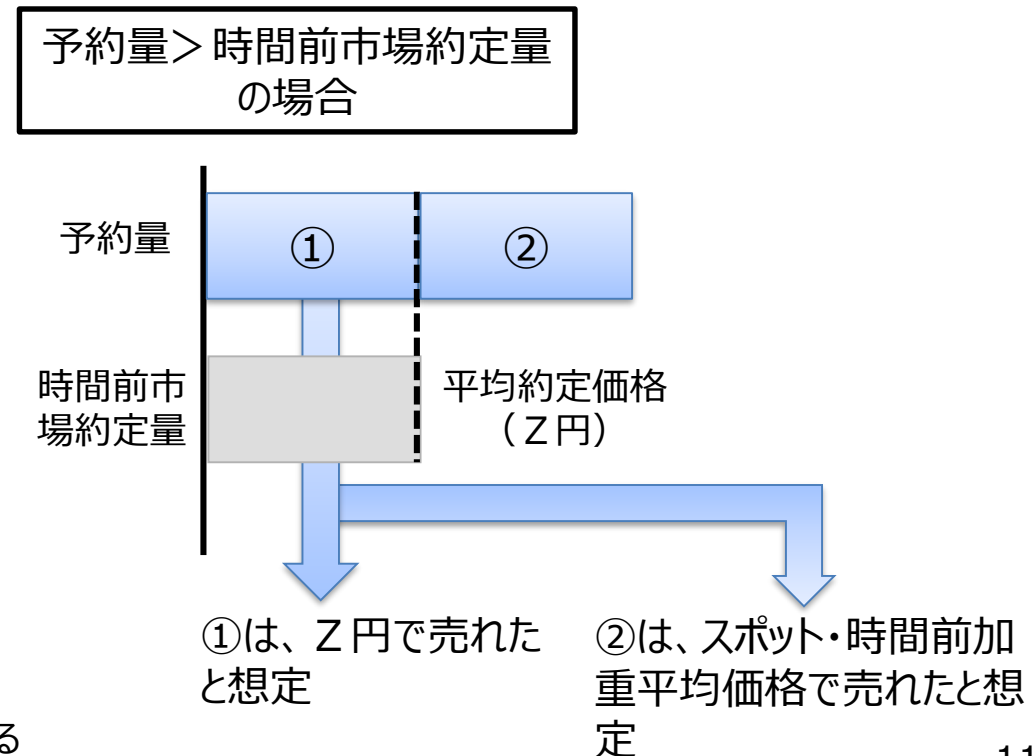 予約量＞時間前市場約定量
の場合
予約量
①
②
時間前市
場約定量
平均約定価格
（Ｚ円）
①は、Ｚ円で売れた
と想定
②は、スポット・時間前加
重平均価格で売れたと想
定
る
11